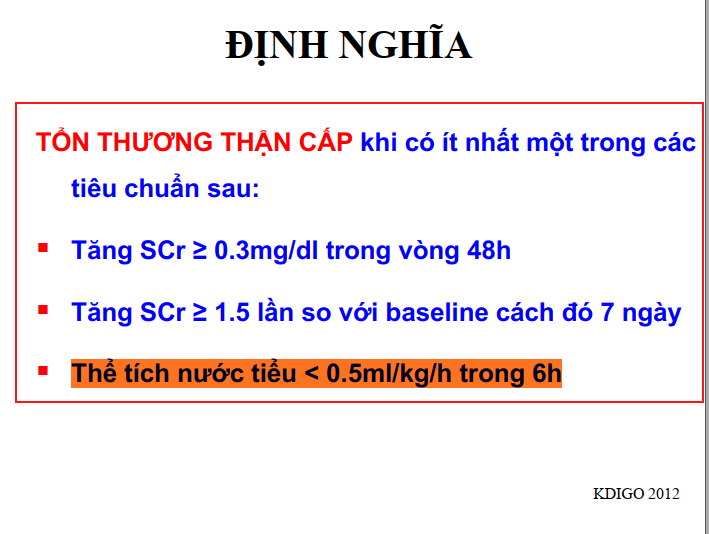 ĐỊNH NGHĨA
TỔN THƯƠNG THẬN CẤP khi có ít nhất một trong các
tiêu chuẩn sau:
▪ Tăng SCr ≥ 0.3mg/dl trong vòng 48h
▪ Tăng SCr ≥ 1.5 lần so với baseline cách đó 7 ngày
▪ Thể tích nước tiểu < 0.5ml/kg/h trong 6h
KDIGO 2012